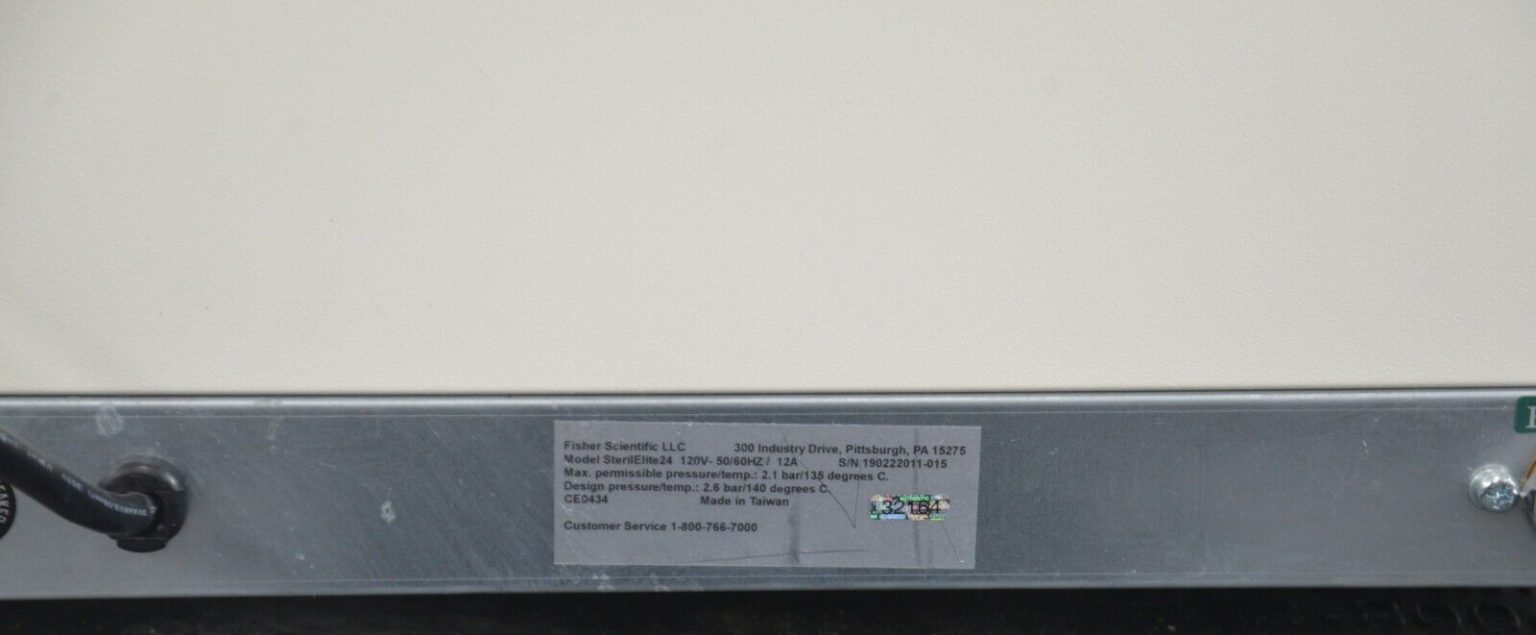 Fisher Scientific LLC 300 Industry Drive, Pittsburgh, PA 15275
Model SterilElite24 120V- 50/60HZ / 12A S/N 190222011-015
Max. permissible pressure/temp.: 2.1 bar/135 degrees C.
Design pressure/temp.: 2.6 bar/140 degrees C.
CE0434 Made in Taiwan
32164
Customer Service 1-800-766-7000